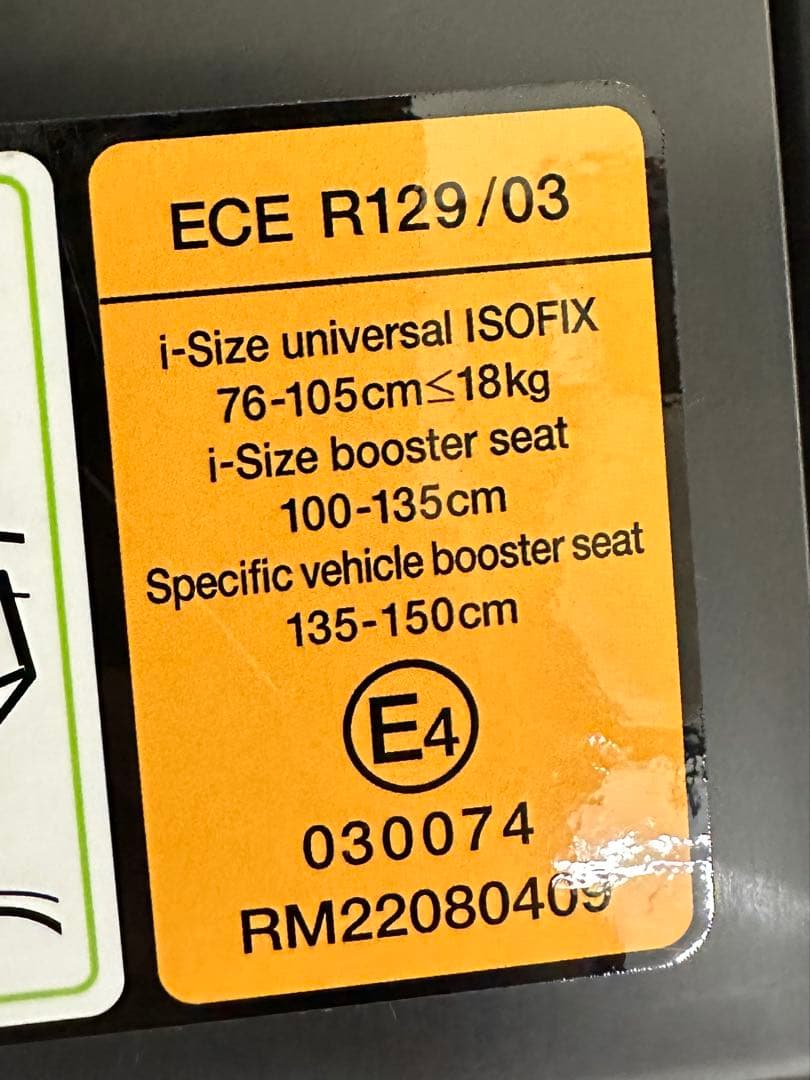 ECE R129/03
i-Size universal ISOFIX
76-105cm≤18kg
i-Size booster seat
100-135cm
Specific vehicle booster seat
135-150cm
E4
030074
RM22080409